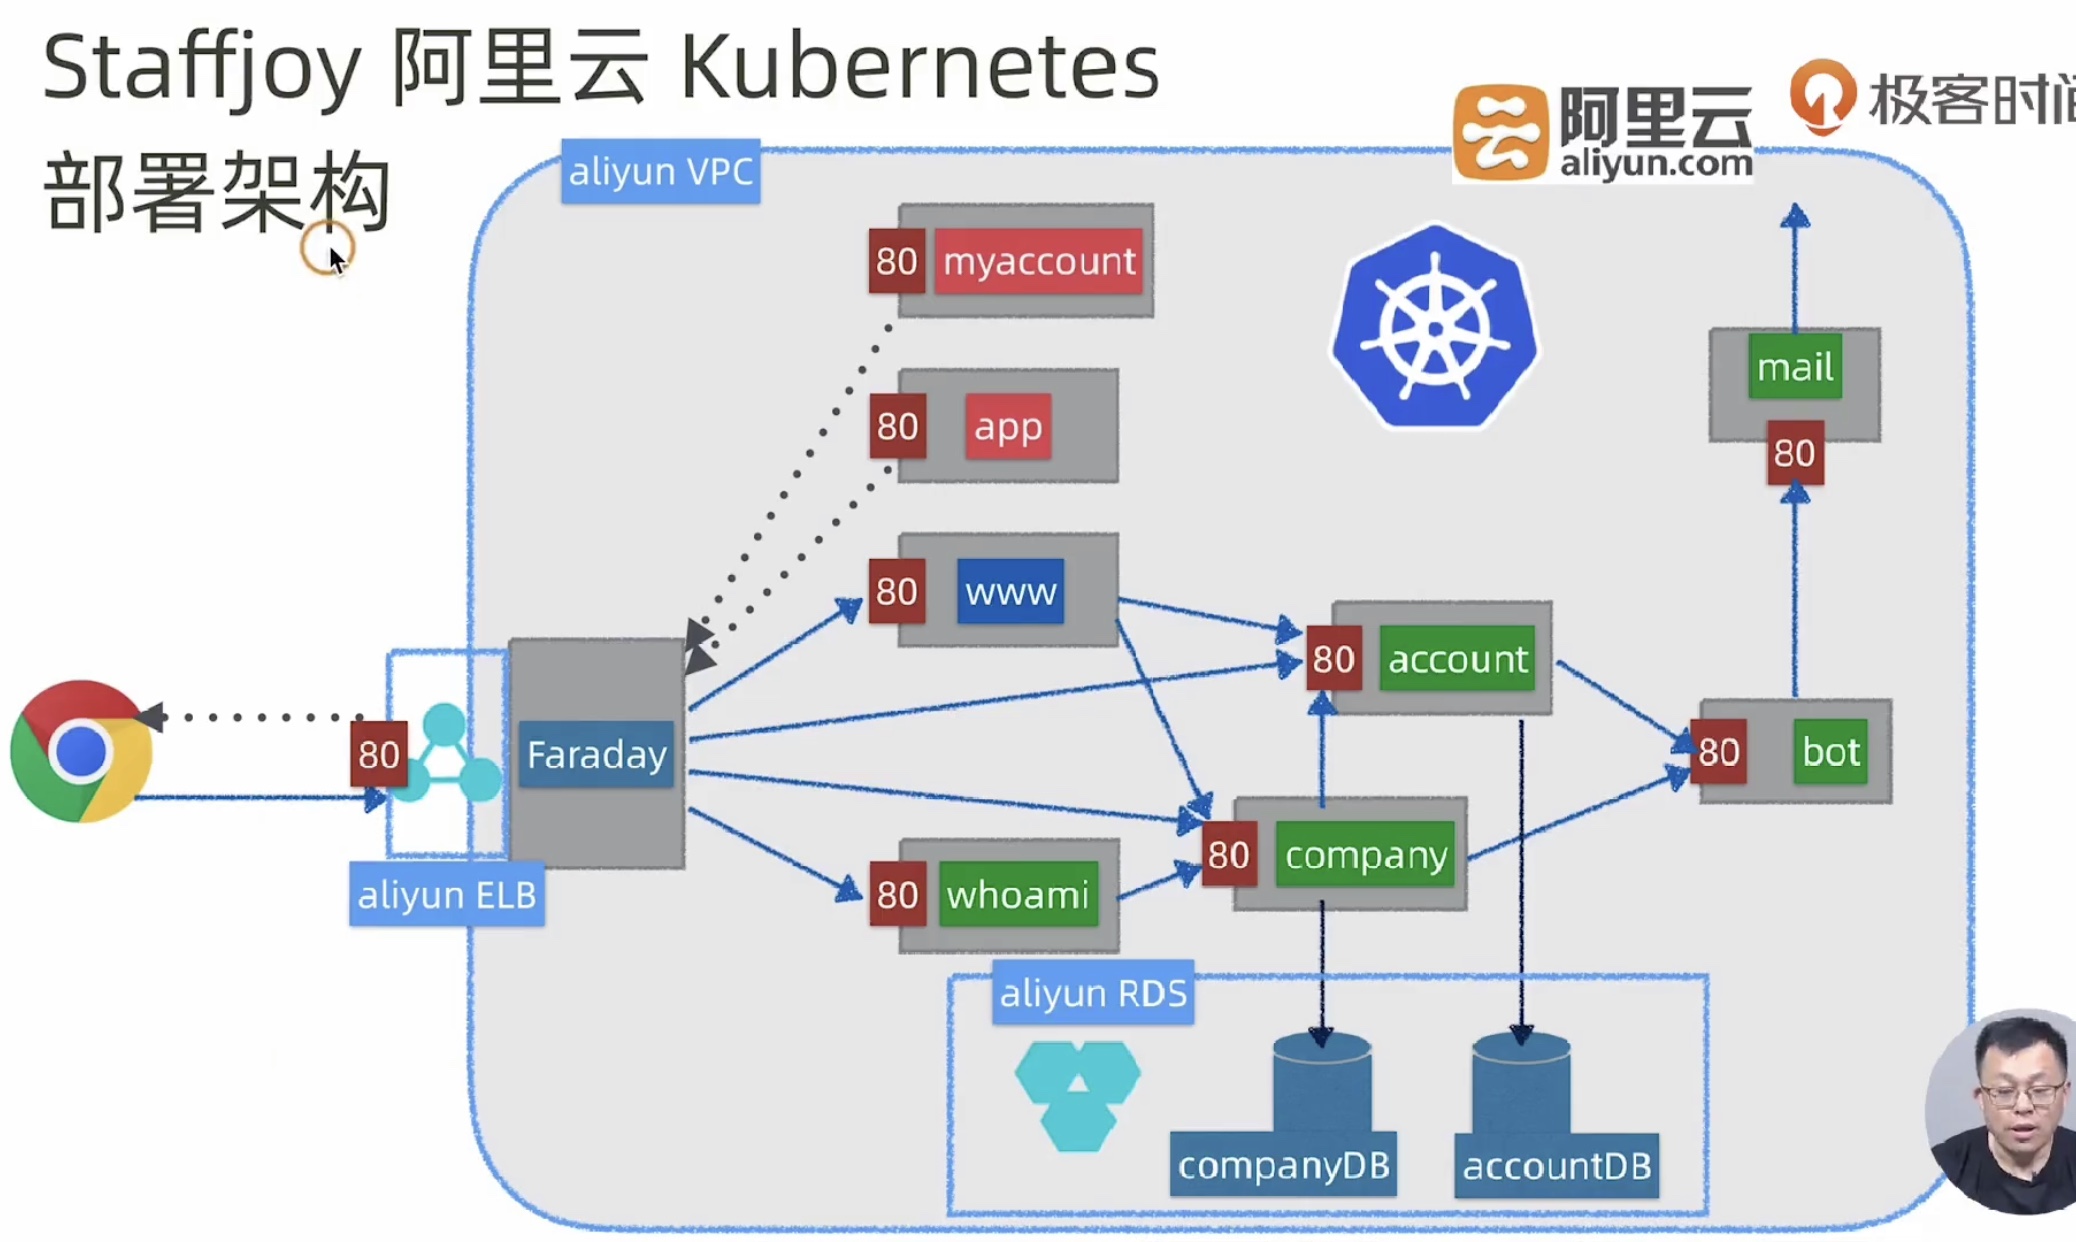 Staffjoy 阿里云 Kubernetes
部署架构
阿里云
aliyun.com
极客时间
aliyun VPC
80 myaccount
80 app
80 www
mail
80
80 account
Faraday
80
80 bot
80 company
80 whoami
aliyun ELB
aliyun RDS
companyDB
accountDB